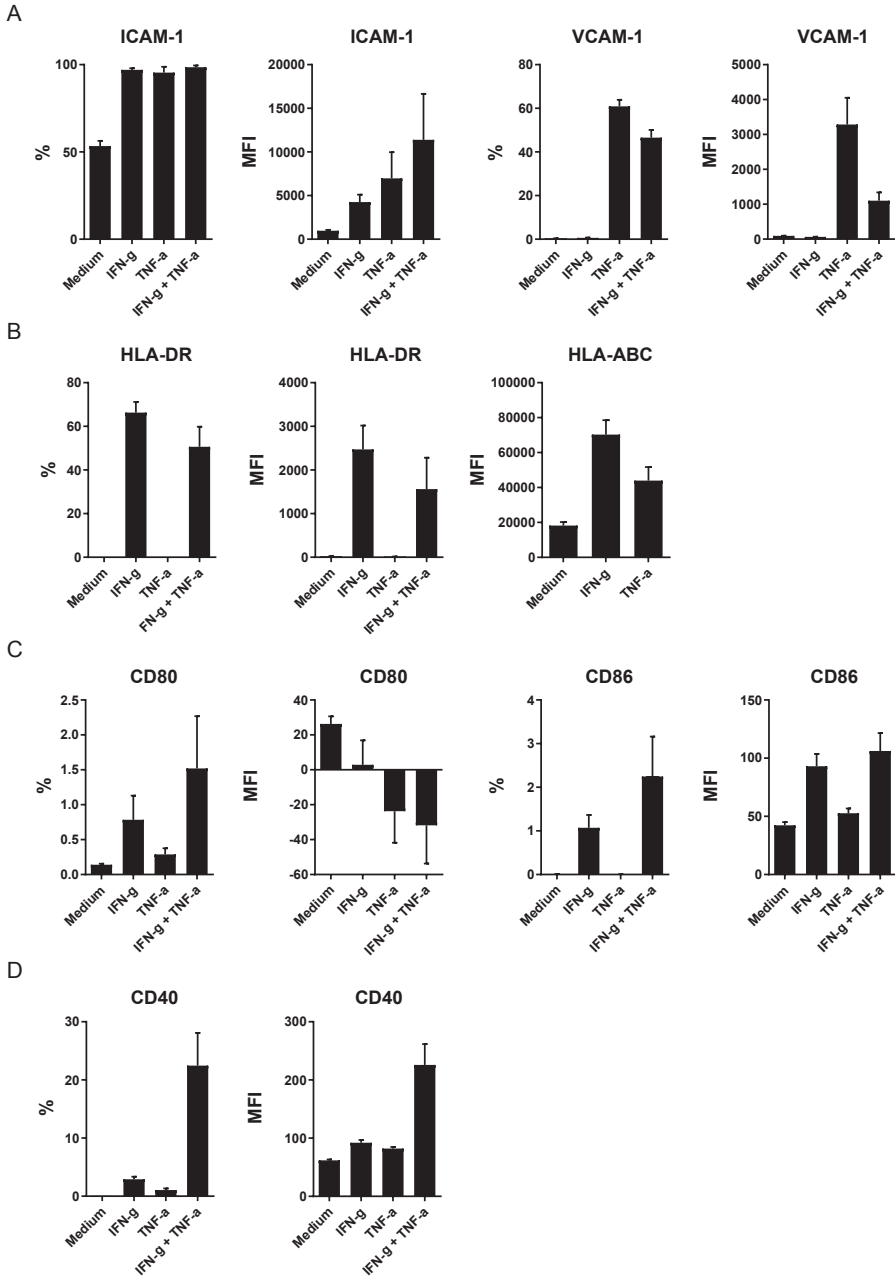 A
ICAM-1
%
100
50
0
Medium
IFN-g
TNF-a
IFN-g + TNF-a
ICAM-1
MFI
20000
15000
10000
5000
0
Medium
IFN-g
TNF-a
IFN-g + TNF-a
VCAM-1
%
80
60
40
20
0
Medium
IFN-g
TNF-a
IFN-g + TNF-a
VCAM-1
MFI
5000
4000
3000
2000
1000
0
Medium
IFN-g
TNF-a
IFN-g + TNF-a
B
HLA-DR
%
80
60
40
20
0
Medium
IFN-g
TNF-a
FN-g + TNF-a
HLA-DR
MFI
4000
3000
2000
1000
0
Medium
IFN-g
TNF-a
IFN-g + TNF-a
HLA-ABC
MFI
100000
80000
60000
40000
20000
0
Medium
IFN-g
TNF-a
C
CD80
%
2.5
2.0
1.5
1.0
0.5
0.0
Medium
IFN-g
TNF-a
IFN-g + TNF-a
CD80
MFI
40
20
0
-20
-40
-60
Medium
IFN-g
TNF-a
IFN-g + TNF-a
CD86
%
4
3
2
1
0
Medium
IFN-g
TNF-a
IFN-g + TNF-a
CD86
MFI
150
100
50
0
Medium
IFN-g
TNF-a
IFN-g + TNF-a
D
CD40
%
30
20
10
0
Medium
IFN-g
TNF-a
IFN-g + TNF-a
CD40
MFI
300
200
100
0
Medium
IFN-g
TNF-a
IFN-g + TNF-a